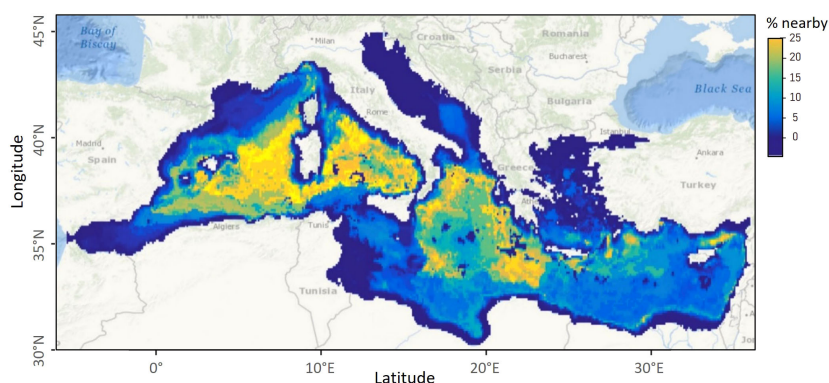 % nearby
25
20
15
10
5
0
45°N
40°N
35°N
30°N
Longitude
0°
10°E
20°E
30°E
Latitude
France
Bay of
Biscay
Milan
Croatia
Romania
Bucharest
Serbia
Black Sea
Italy
Rome
Bulgaria
Istanbul
Madrid
Spain
Ankara
Greece
Turkey
Ath
Algiers
Tunis
Tunisia
Jor